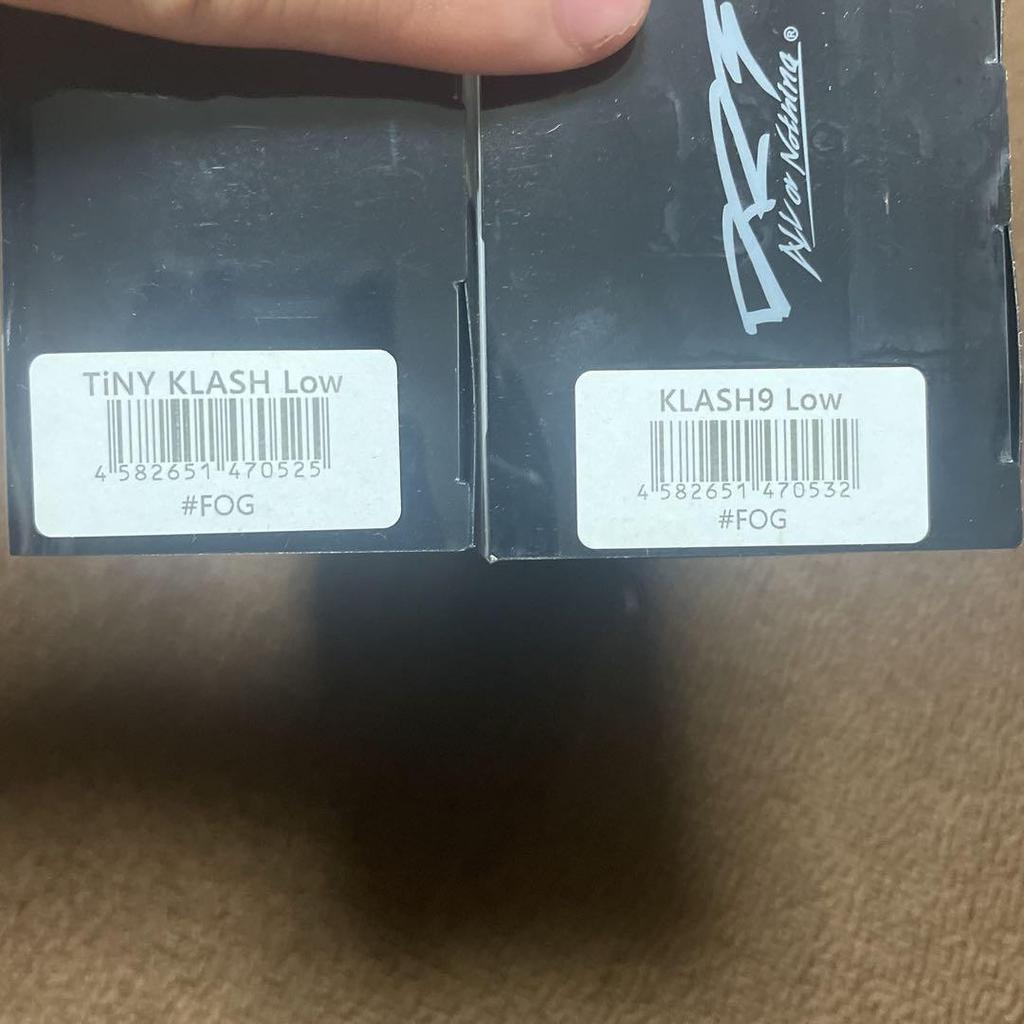 All or Nothing ®
TiNY KLASH Low
4 582651 470525
#FOG
KLASH9 Low
4 582651 470532
#FOG